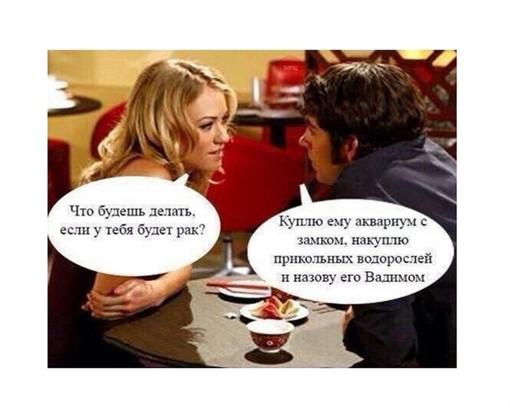 Что будешь делать,
если у тебя будет рак?
Куплю ему аквариум с
замком, накуплю
прикольных водорослей
и назову его Вадимом